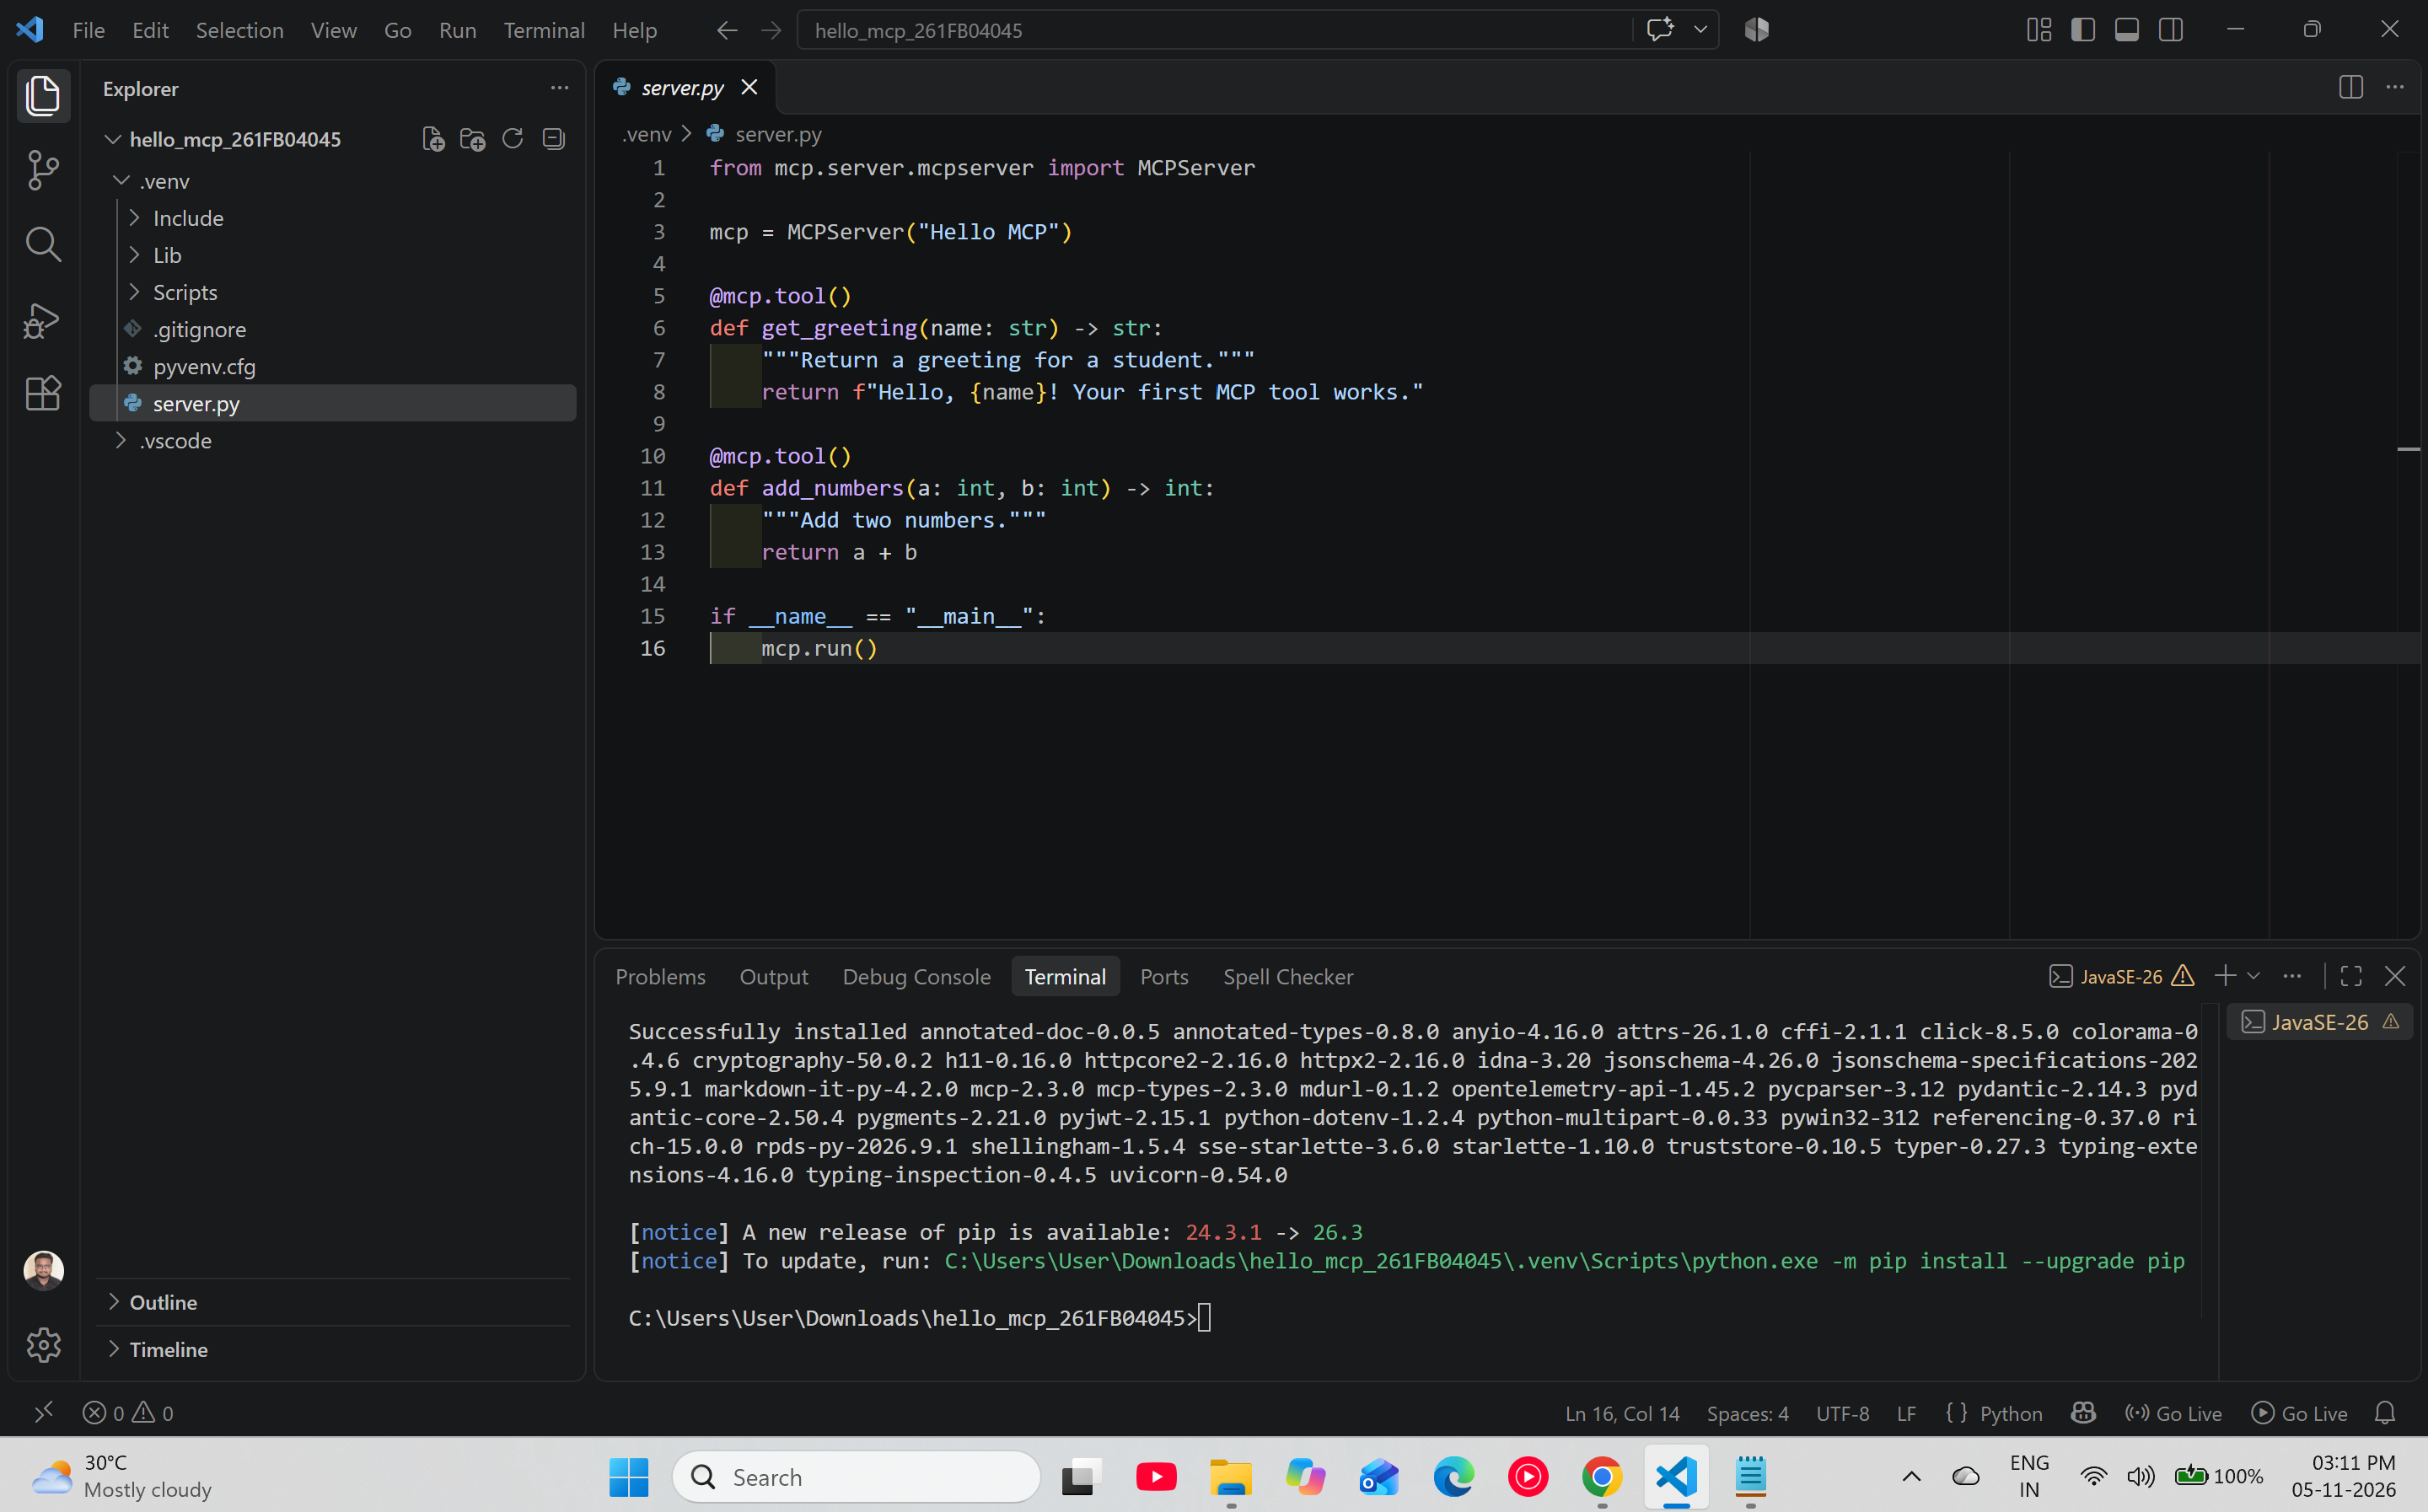 File Edit Selection View Go Run Terminal Help
hello_mcp_261FB04045
Explorer
hello_mcp_261FB04045
.venv
Include
Lib
Scripts
.gitignore
pyvenv.cfg
server.py
.vscode
Outline
Timeline
server.py
.venv > server.py
1 from mcp.server.mcpserver import MCPServer
2
3 mcp = MCPServer("Hello MCP")
4
5 @mcp.tool()
6 def get_greeting(name: str) -> str:
7     """Return a greeting for a student."""
8     return f"Hello, {name}! Your first MCP tool works."
9
10 @mcp.tool()
11 def add_numbers(a: int, b: int) -> int:
12     """Add two numbers."""
13     return a + b
14
15 if __name__ == "__main__":
16     mcp.run()
Problems Output Debug Console Terminal Ports Spell Checker
JavaSE-26
JavaSE-26
Successfully installed annotated-doc-0.0.5 annotated-types-0.8.0 anyio-4.16.0 attrs-26.1.0 cffi-2.1.1 click-8.5.0 colorama-0
.4.6 cryptography-50.0.2 h11-0.16.0 httpcore2-2.16.0 httpx2-2.16.0 idna-3.20 jsonschema-4.26.0 jsonschema-specifications-202
5.9.1 markdown-it-py-4.2.0 mcp-2.3.0 mcp-types-2.3.0 mdurl-0.1.2 opentelemetry-api-1.45.2 pycparser-3.12 pydantic-2.14.3 pyd
antic-core-2.50.4 pygments-2.21.0 pyjwt-2.15.1 python-dotenv-1.2.4 python-multipart-0.0.33 pywin32-312 referencing-0.37.0 ri
ch-15.0.0 rpds-py-2026.9.1 shellingham-1.5.4 sse-starlette-3.6.0 starlette-1.10.0 truststore-0.10.5 typer-0.27.3 typing-exte
nsions-4.16.0 typing-inspection-0.4.5 uvicorn-0.54.0
[notice] A new release of pip is available: 24.3.1 -> 26.3
[notice] To update, run: C:\Users\User\Downloads\hello_mcp_261FB04045\.venv\Scripts\python.exe -m pip install --upgrade pip
C:\Users\User\Downloads\hello_mcp_261FB04045>
0 0
Ln 16, Col 14 Spaces: 4 UTF-8 LF { } Python Go Live Go Live
30°C
Mostly cloudy
Search
ENG
IN
100%
03:11 PM
05-11-2026